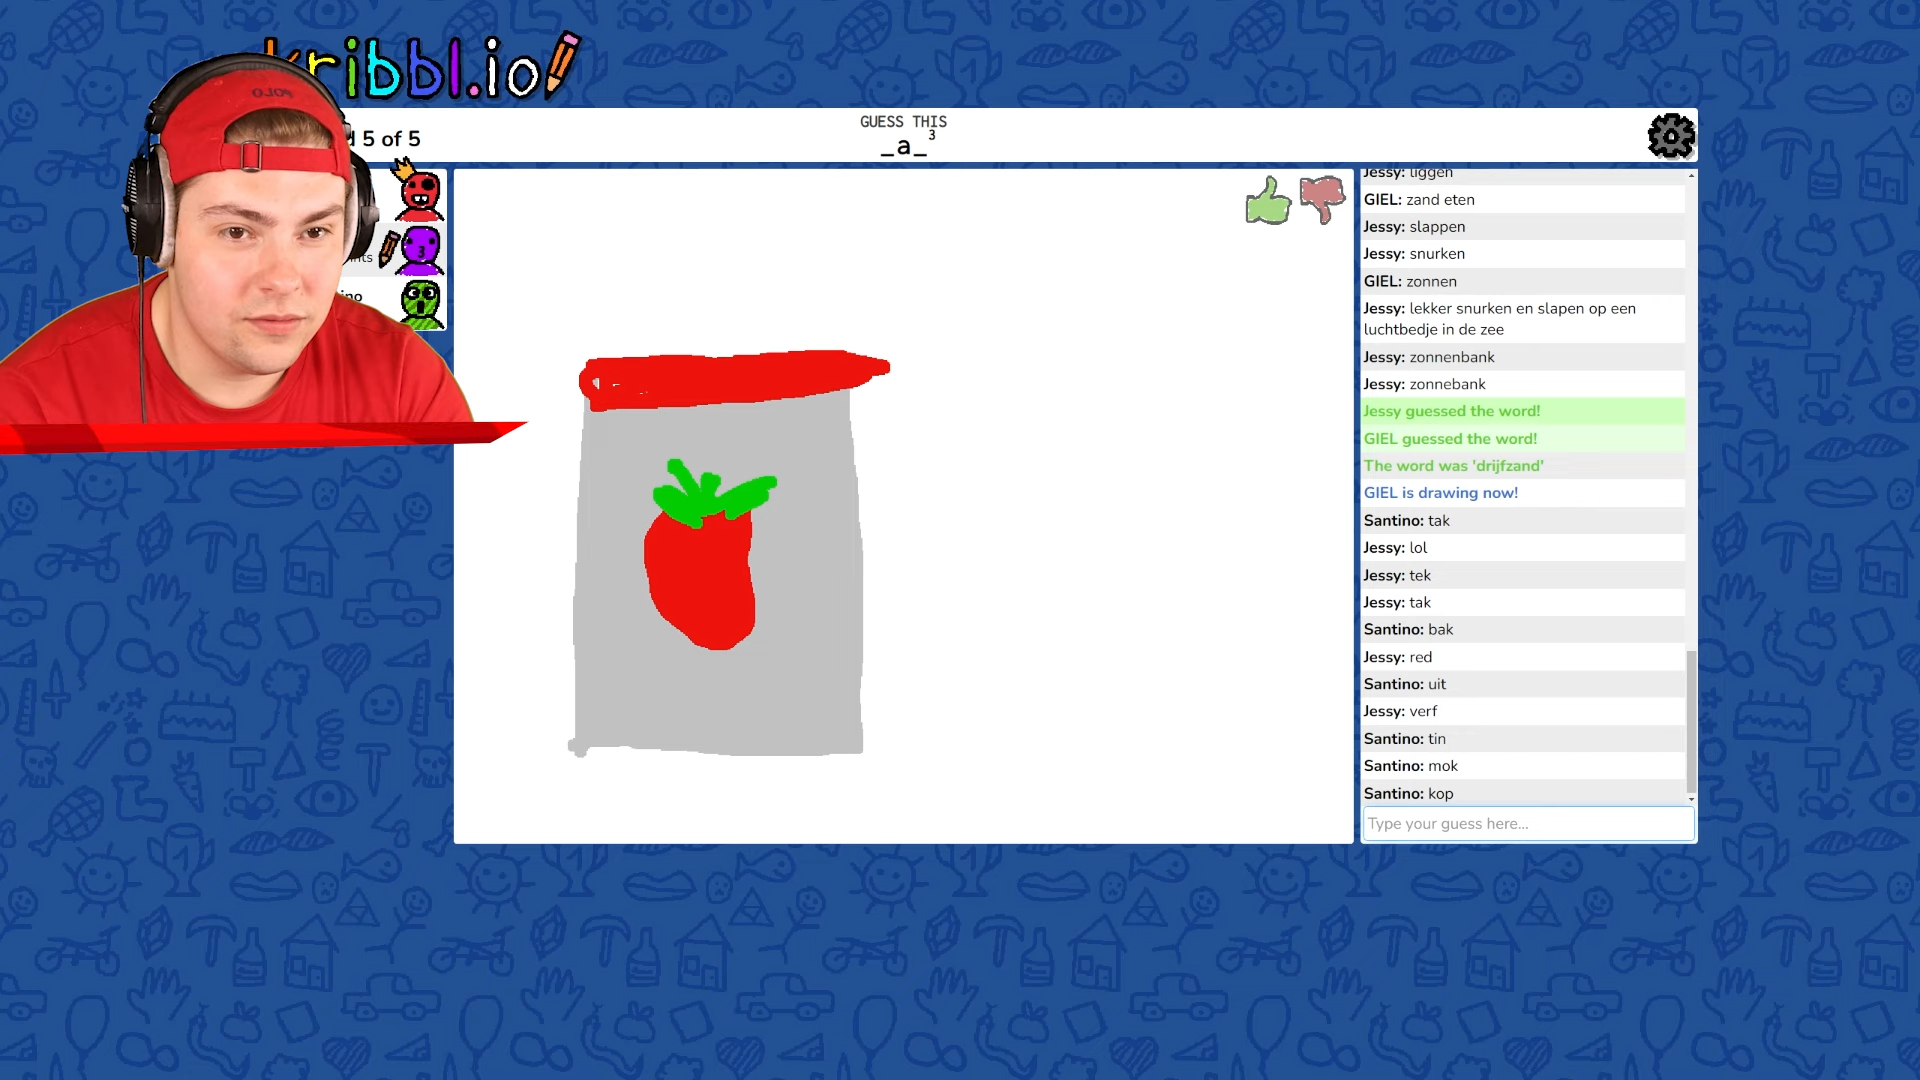 kribbl.io
POLO
5 of 5
GUESS THIS
_a_ 3
Jessy: liggen
GIEL: zand eten
Jessy: slappen
Jessy: snurken
GIEL: zonnen
Jessy: lekker snurken en slapen op een
luchtbedje in de zee
Jessy: zonnenbank
Jessy: zonnebank
Jessy guessed the word!
GIEL guessed the word!
The word was 'drijfzand'
GIEL is drawing now!
Santino: tak
Jessy: lol
Jessy: tek
Jessy: tak
Santino: bak
Jessy: red
Santino: uit
Jessy: verf
Santino: tin
Santino: mok
Santino: kop
Type your guess here...